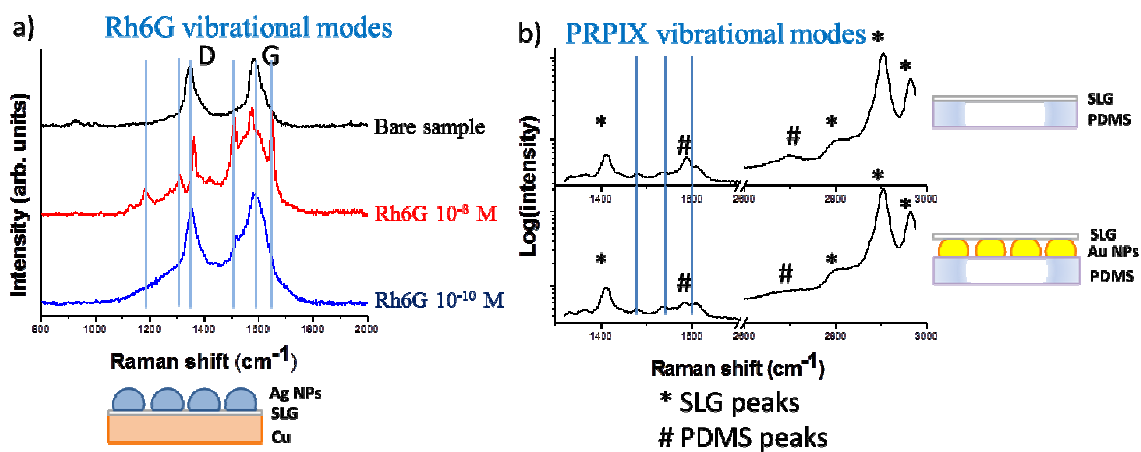 a)
Rh6G vibrational modes
D G
Bare sample
Rh6G 10⁻⁸ M
Rh6G 10⁻¹⁰ M
Intensity (arb. units)
800 1000 1200 1400 1600 1800 2000
Raman shift (cm⁻¹)
Ag NPs
SLG
Cu
b)
PRPIX vibrational modes
* * * *
# #
SLG
PDMS
1400 1600 2600 2800 3000
* * * *
# #
SLG
Au NPs
PDMS
Log(intensity)
1400 1600 2600 2800 3000
Raman shift (cm⁻¹)
* SLG peaks
# PDMS peaks